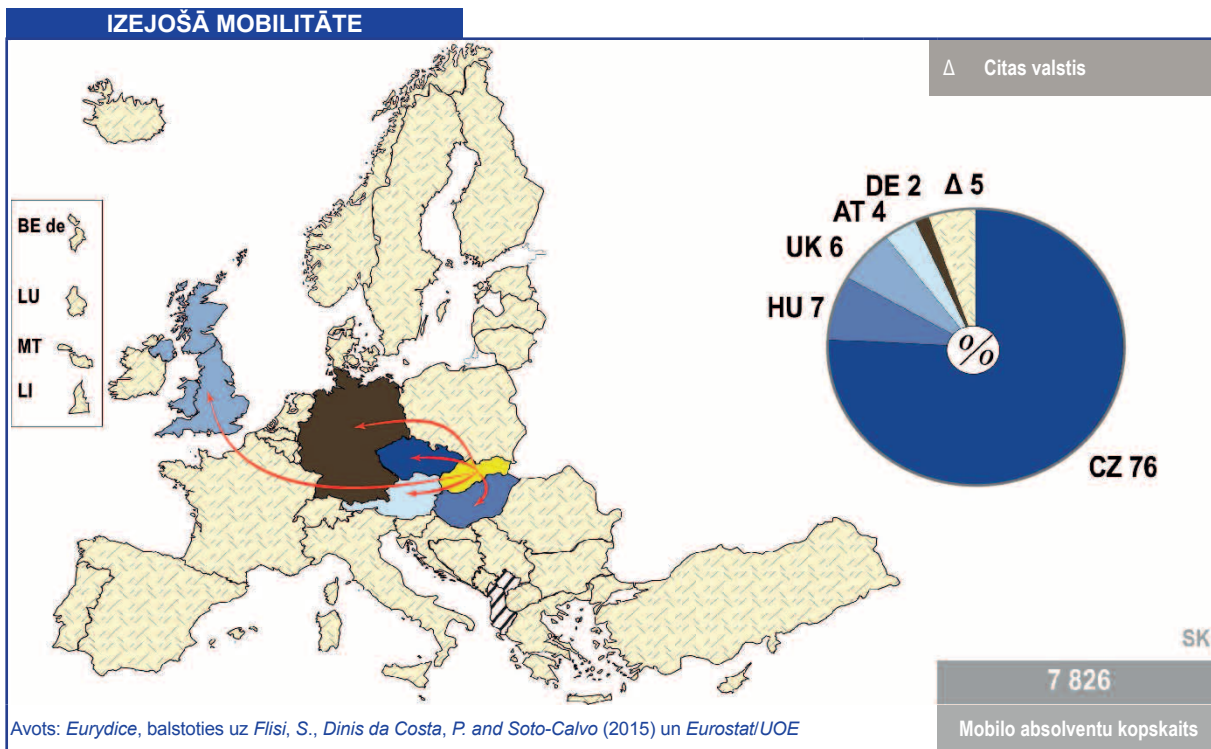 IZEJOŠĀ MOBILITĀTE
Δ Citas valstis
BE de
LU
MT
LI
DE 2
Δ 5
AT 4
UK 6
HU 7
%
CZ 76
SK
7 826
Mobilo absolventu kopskaits
Avots: Eurydice, balstoties uz Flisi, S., Dinis da Costa, P. and Soto-Calvo (2015) un Eurostat/UOE